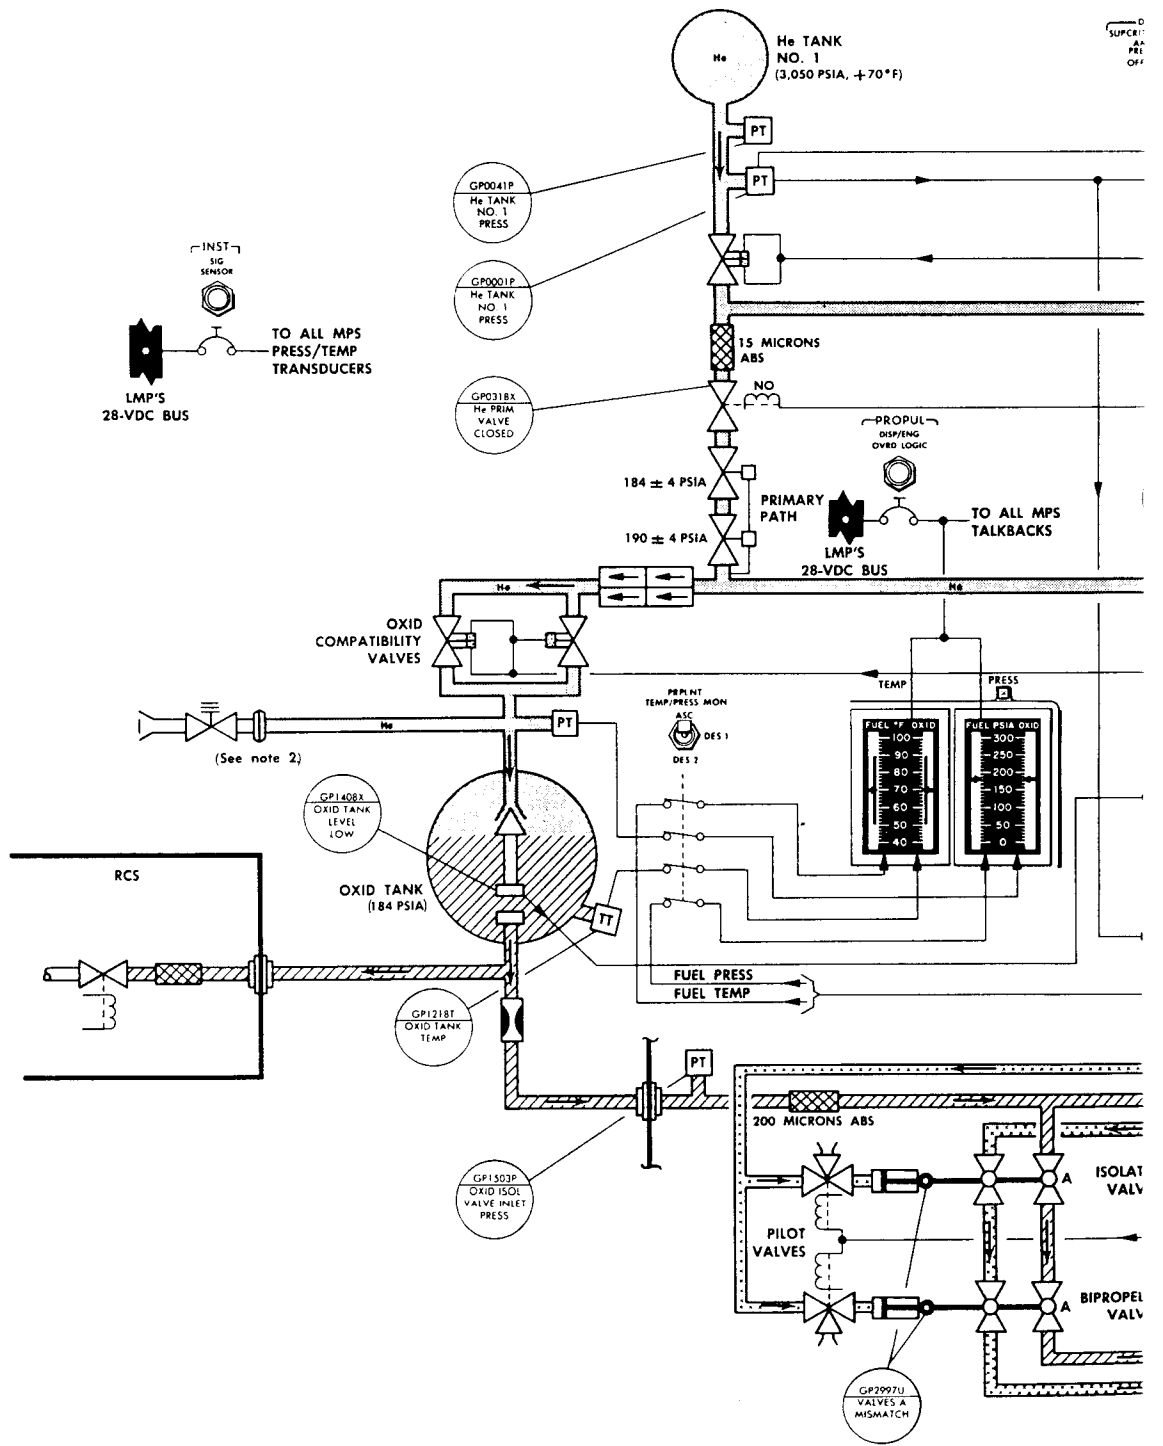 He
He TANK
NO. 1
(3,050 PSIA, +70°F)
SUPCRI
PRE
OFF
PT
PT
GP0041P
He TANK
NO. 1
PRESS
GP0001P
He TANK
NO. 1
PRESS
INST
SIG
SENSOR
TO ALL MPS
PRESS/TEMP
TRANSDUCERS
LMP'S
28-VDC BUS
15 MICRONS
ABS
GP0318X
He PRIM
VALVE
CLOSED
NO
PROPUL
DISP/ENG
OVRD LOGIC
184 ± 4 PSIA
PRIMARY
PATH
190 ± 4 PSIA
TO ALL MPS
TALKBACKS
LMP'S
28-VDC BUS
He
He
OXID
COMPATIBILITY
VALVES
TEMP
PRESS
PRPLNT
TEMP/PRESS MON
ASC
DES 1
DES 2
He
PT
(See note 2)
FUEL °F OXID
100
90
80
70
60
50
40
FUEL PSIA OXID
300
250
200
150
100
50
0
GP1408X
OXID TANK
LEVEL
LOW
RCS
OXID TANK
(184 PSIA)
TT
FUEL PRESS
FUEL TEMP
GP1218T
OXID TANK
TEMP
PT
200 MICRONS ABS
GP1503P
OXID ISOL
VALVE INLET
PRESS
A
ISOLAT
VALV
PILOT
VALVES
A
BIPROPEL
VALV
GP2997U
VALVES A
MISMATCH